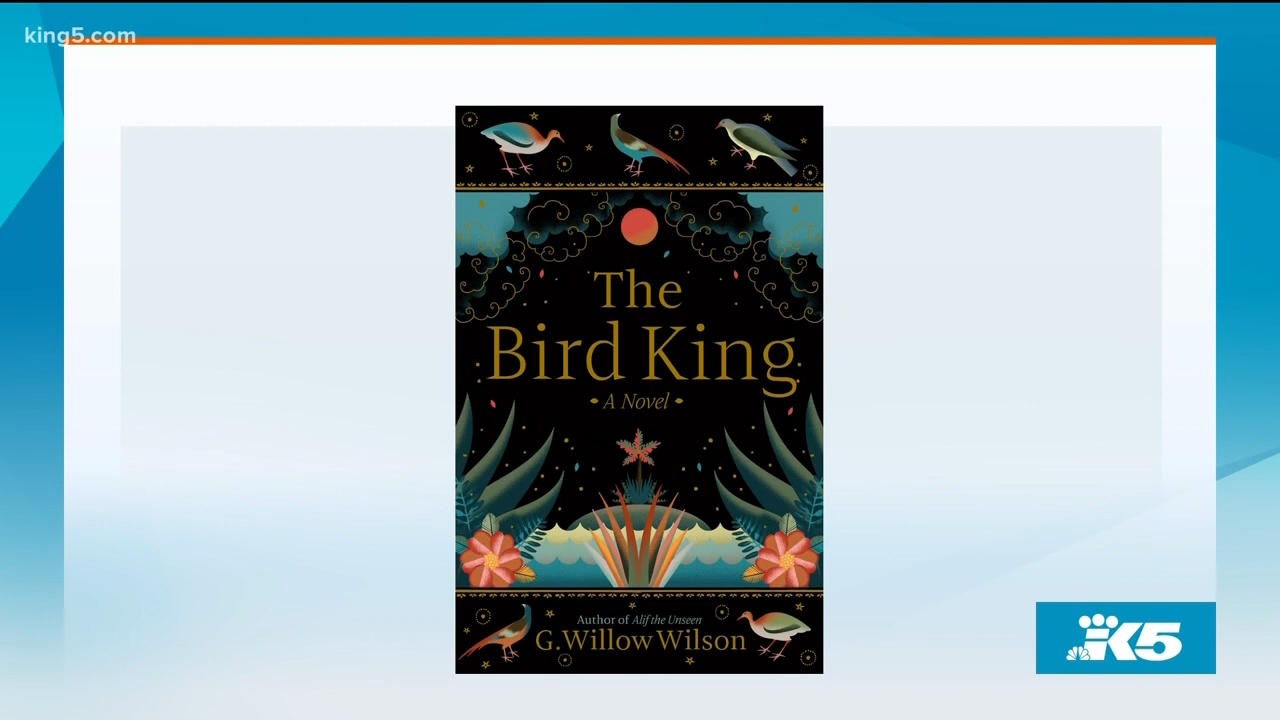 king5.com
The
Bird King
• A Novel •
Author of Alif the Unseen
G. Willow Wilson
K5